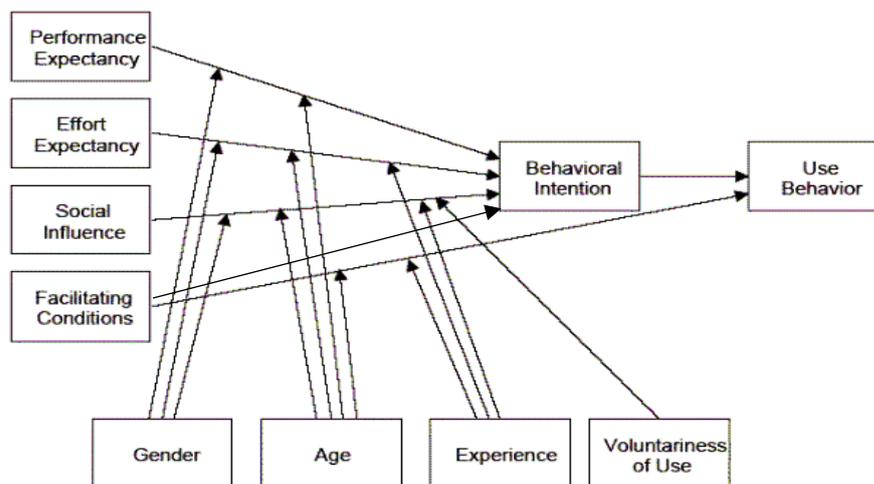 Performance
Expectancy
Effort
Expectancy
Social
Influence
Facilitating
Conditions
Behavioral
Intention
Use
Behavior
Gender
Age
Experience
Voluntariness
of Use